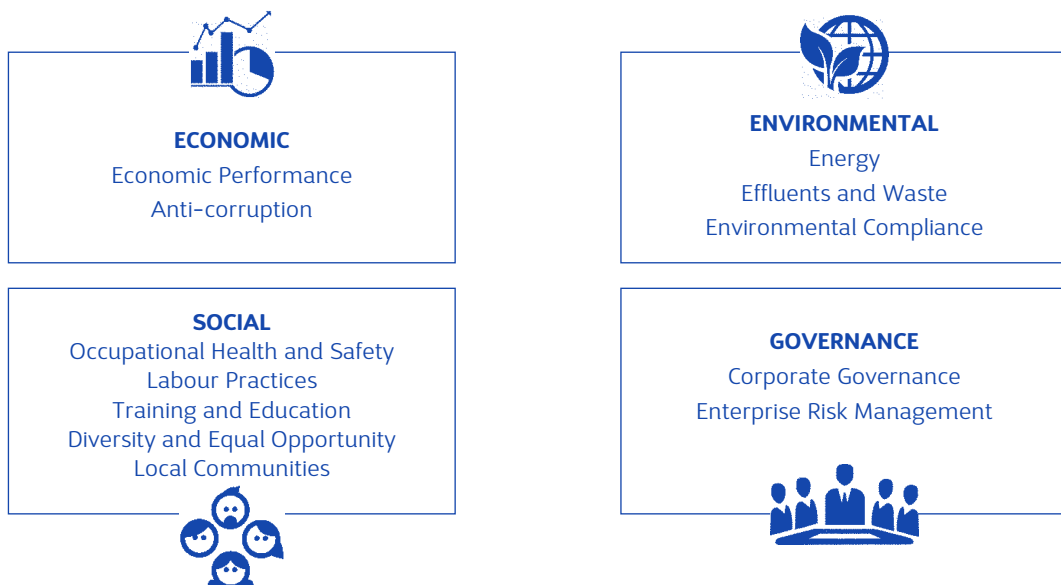 ECONOMIC
Economic Performance
Anti-corruption
ENVIRONMENTAL
Energy
Effluents and Waste
Environmental Compliance
SOCIAL
Occupational Health and Safety
Labour Practices
Training and Education
Diversity and Equal Opportunity
Local Communities
GOVERNANCE
Corporate Governance
Enterprise Risk Management